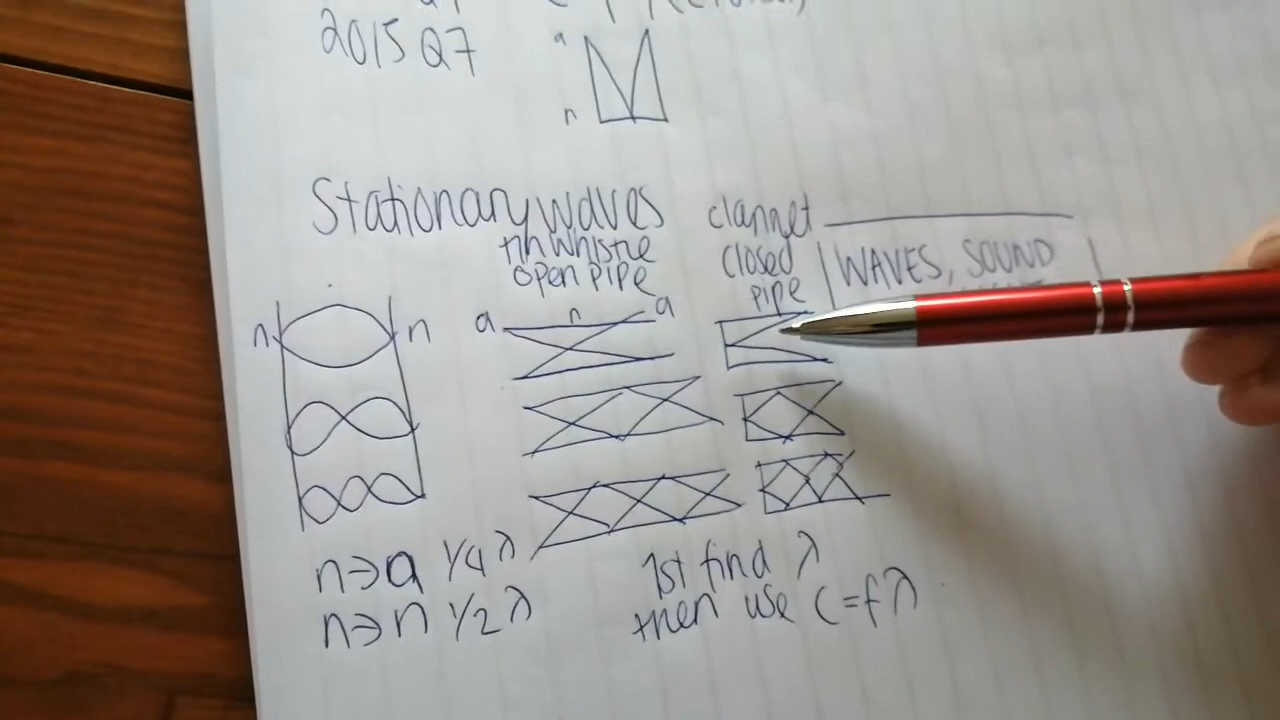 2015 Q7
a
n
Stationary waves
tin whistle
open pipe
clarinet
closed
pipe
WAVES, SOUND
n n
a n a
n→a 1/4 λ
n→n 1/2 λ
1st find λ
then use c=fλ